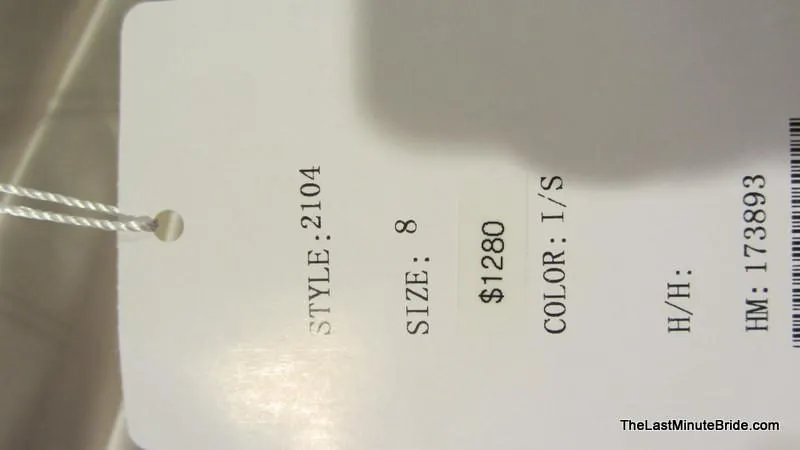 STYLE: 2104
SIZE: 8
$1280
COLOR: I/S
H/H:
HM: 173893
TheLastMinuteBride.com